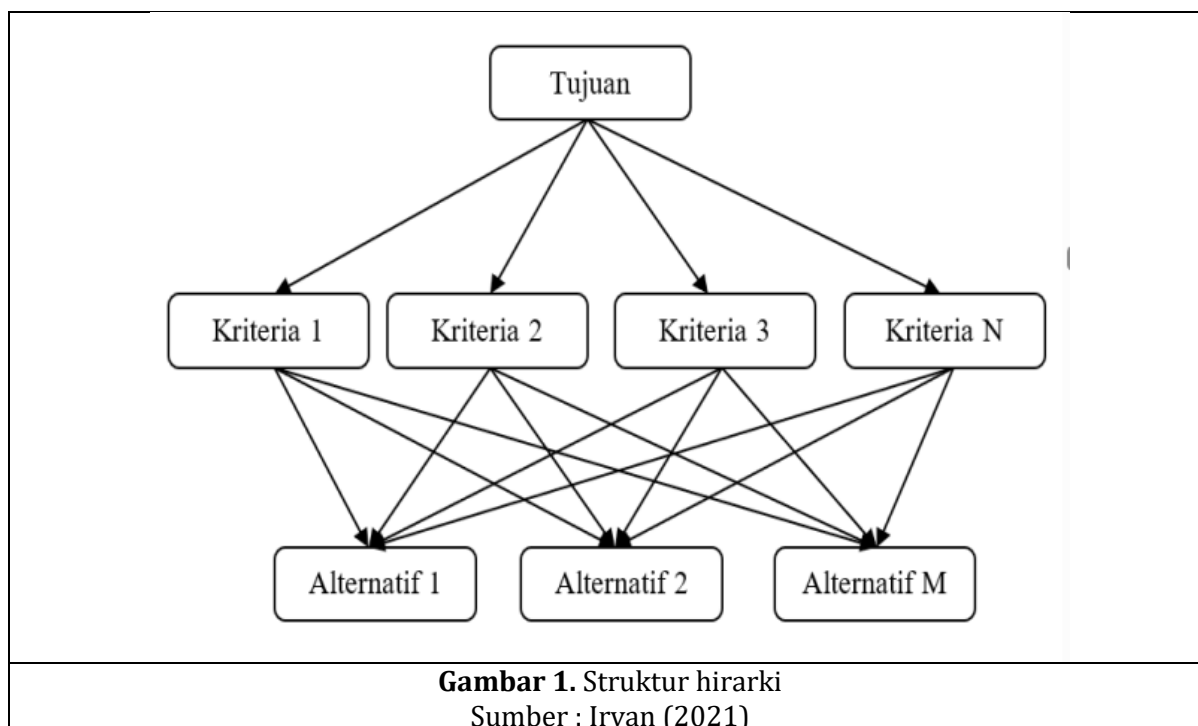 Tujuan
Kriteria 1 Kriteria 2 Kriteria 3 Kriteria N
Alternatif 1 Alternatif 2 Alternatif M
Gambar 1. Struktur hirarki
Sumber : Irvan (2021)